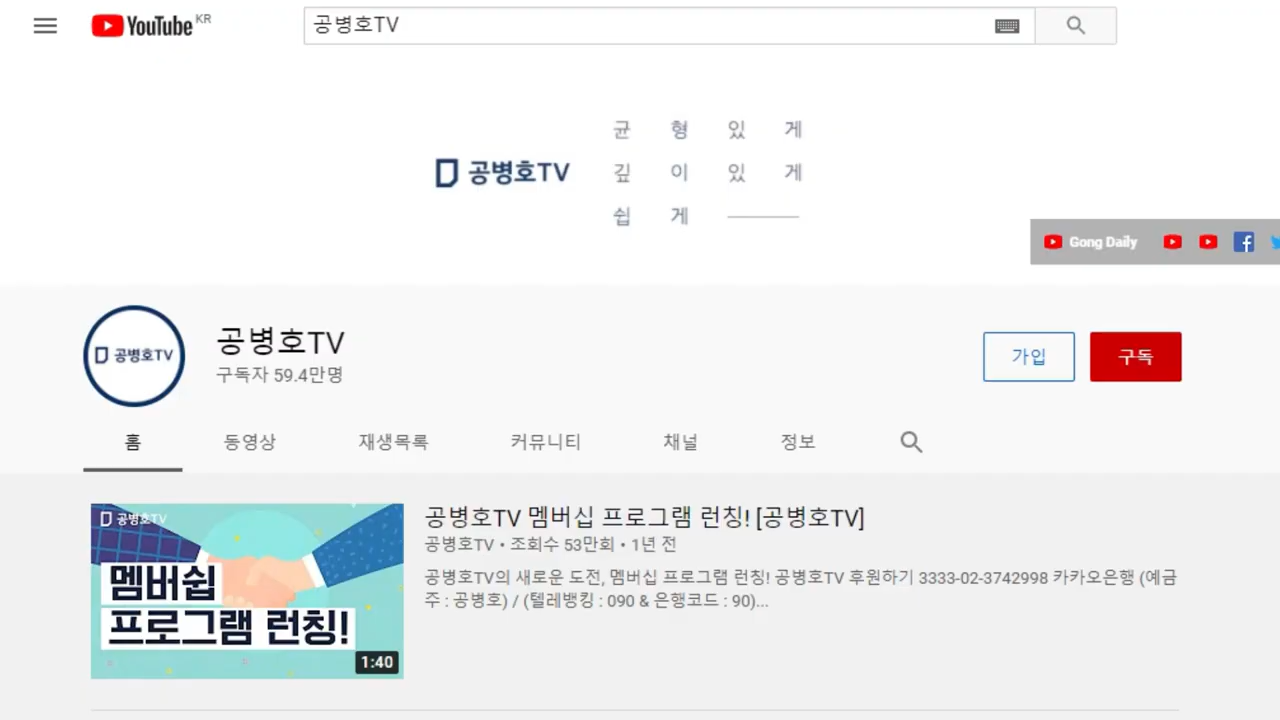 YouTube KR
공병호TV
공병호TV
균 형 있 게
깊 이 있 게
쉽 게
Gong Daily
공병호TV
공병호TV
구독자 59.4만명
가입
구독
홈 동영상 재생목록 커뮤니티 채널 정보
공병호TV
멤버쉽
프로그램 런칭!
1:40
공병호TV 멤버십 프로그램 런칭! [공병호TV]
공병호TV • 조회수 53만회 • 1년 전
공병호TV의 새로운 도전, 멤버십 프로그램 런칭! 공병호TV 후원하기 3333-02-3742998 카카오뱅크 (예금
주 : 공병호) / (텔레뱅킹 : 090 & 은행코드 : 90)...